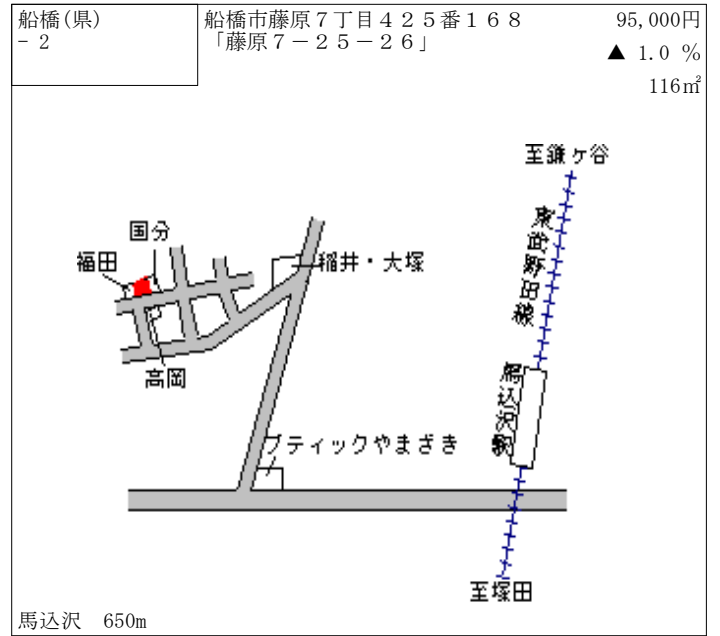 船橋(県)
－２
船橋市藤原７丁目４２５番１６８
「藤原７－２５－２６」
95,000円
▲ 1.0 %
116㎡
至鎌ヶ谷
東武野田線
国分
福田
稲井・大塚
高岡
馬込沢駅
ブティックやまざき
至塚田
馬込沢　650m